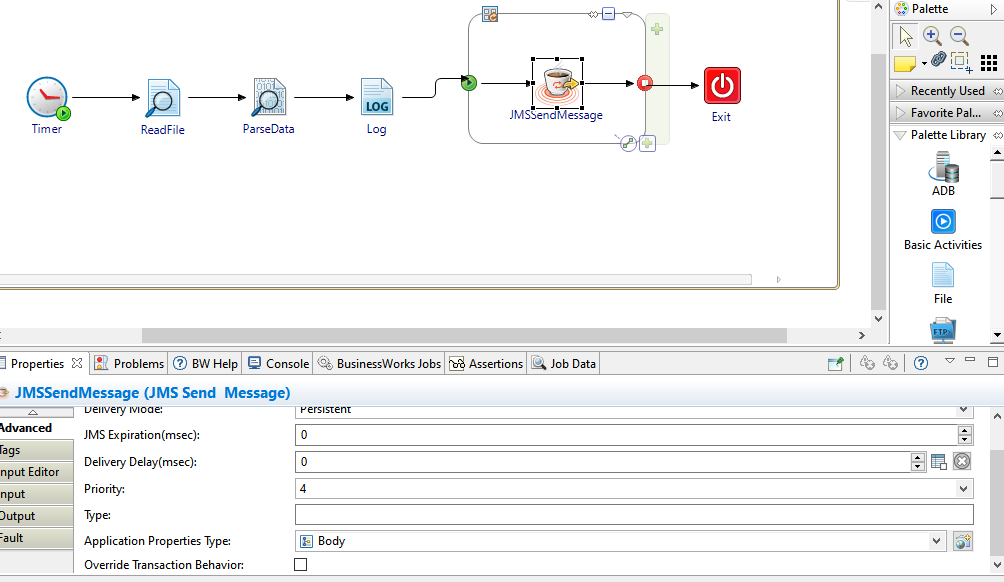 Palette
Timer
ReadFile
ParseData
LOG
Log
JMSSendMessage
Exit
Recently Used
Favorite Pal...
Palette Library
ADB
Basic Activities
File
FTP
Properties
Problems
BW Help
Console
BusinessWorks Jobs
Assertions
Job Data
JMSSendMessage (JMS Send Message)
Advanced
Tags
nput Editor
nput
Output
Fault
Delivery Mode:
Persistent
JMS Expiration(msec):
0
Delivery Delay(msec):
0
Priority:
4
Type:
Application Properties Type:
Body
Override Transaction Behavior: